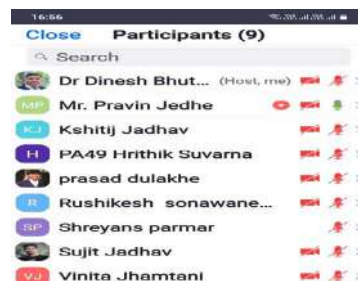 16:56
Close Participants (9)
Search
Dr Dinesh Bhut... (Host, me)
MP Mr. Pravin Jedhe
KJ Kshitij Jadhav
H PA49 Hrithik Suvarna
prasad dulakhe
R Rushikesh sonawane...
SP Shreyans parmar
Sujit Jadhav
VJ Vinita Jhamtani